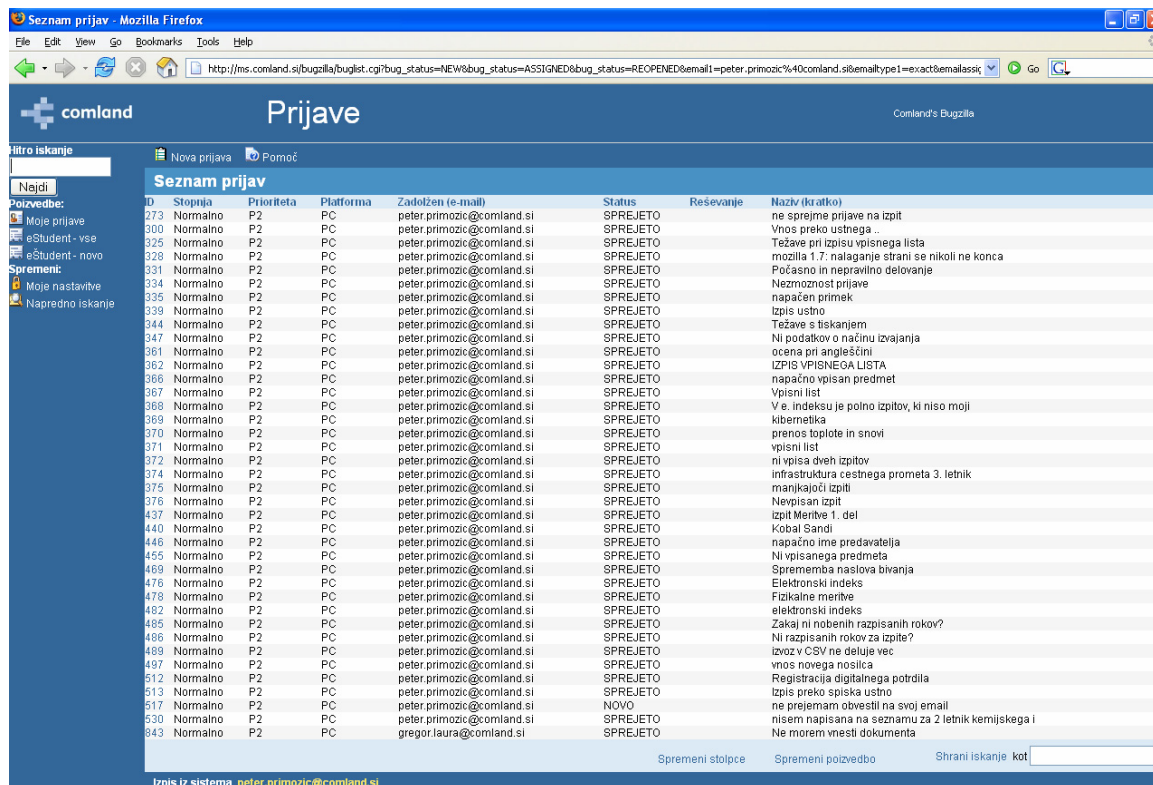 Seznam prijav - Mozilla Firefox
File Edit View Go Bookmarks Tools Help
http://ms.comland.si/bugzilla/buglist.cgi?bug_status=NEW&bug_status=ASSIGNED&bug_status=REOPENED&email1=peter.primozic%40comland.si&emailtype1=exact&emailassig Go
comland Prijave Comland's Bugzilla
Hitro iskanje
Najdi
Poizvedbe:
Moje prijave
eStudent - vse
eŠtudent - novo
Spremeni:
Moje nastavitve
Napredno iskanje
Nova prijava Pomoč
Seznam prijav
ID Stopnja Prioriteta Platforma Zadolžen (e-mail) Status Reševanje Naziv (kratko)
273 Normalno P2 PC peter.primozic@comland.si SPREJETO ne sprejme prijave na izpit
300 Normalno P2 PC peter.primozic@comland.si SPREJETO Vnos preko ustnega ..
325 Normalno P2 PC peter.primozic@comland.si SPREJETO Težave pri izpisu vpisnega lista
328 Normalno P2 PC peter.primozic@comland.si SPREJETO mozilla 1.7: nalaganje strani se nikoli ne konca
331 Normalno P2 PC peter.primozic@comland.si SPREJETO Počasno in nepravilno delovanje
334 Normalno P2 PC peter.primozic@comland.si SPREJETO Nezmoznost prijave
335 Normalno P2 PC peter.primozic@comland.si SPREJETO napačen primek
339 Normalno P2 PC peter.primozic@comland.si SPREJETO Izpis ustno
344 Normalno P2 PC peter.primozic@comland.si SPREJETO Težave s tiskanjem
347 Normalno P2 PC peter.primozic@comland.si SPREJETO Ni podatkov o načinu izvajanja
361 Normalno P2 PC peter.primozic@comland.si SPREJETO ocena pri angleščini
362 Normalno P2 PC peter.primozic@comland.si SPREJETO IZPIS VPISNEGA LISTA
366 Normalno P2 PC peter.primozic@comland.si SPREJETO napačno vpisan predmet
367 Normalno P2 PC peter.primozic@comland.si SPREJETO Vpisni list
368 Normalno P2 PC peter.primozic@comland.si SPREJETO V e. indeksu je polno izpitov, ki niso moji
369 Normalno P2 PC peter.primozic@comland.si SPREJETO kibernetika
370 Normalno P2 PC peter.primozic@comland.si SPREJETO prenos toplote in snovi
371 Normalno P2 PC peter.primozic@comland.si SPREJETO vpisni list
372 Normalno P2 PC peter.primozic@comland.si SPREJETO ni vpisa dveh izpitov
374 Normalno P2 PC peter.primozic@comland.si SPREJETO infrastruktura cestnega prometa 3. letnik
375 Normalno P2 PC peter.primozic@comland.si SPREJETO manjkajoči izpiti
376 Normalno P2 PC peter.primozic@comland.si SPREJETO Nevpisan izpit
437 Normalno P2 PC peter.primozic@comland.si SPREJETO izpit Meritve 1. del
440 Normalno P2 PC peter.primozic@comland.si SPREJETO Kobal Sandi
446 Normalno P2 PC peter.primozic@comland.si SPREJETO napačno ime predavatelja
455 Normalno P2 PC peter.primozic@comland.si SPREJETO Ni vpisanega predmeta
469 Normalno P2 PC peter.primozic@comland.si SPREJETO Sprememba naslova bivanja
476 Normalno P2 PC peter.primozic@comland.si SPREJETO Elektronski indeks
478 Normalno P2 PC peter.primozic@comland.si SPREJETO Fizikalne meritve
482 Normalno P2 PC peter.primozic@comland.si SPREJETO elektronski indeks
485 Normalno P2 PC peter.primozic@comland.si SPREJETO Zakaj ni nobenih razpisanih rokov?
486 Normalno P2 PC peter.primozic@comland.si SPREJETO Ni razpisanih rokov za izpite?
489 Normalno P2 PC peter.primozic@comland.si SPREJETO izvoz v CSV ne deluje vec
497 Normalno P2 PC peter.primozic@comland.si SPREJETO vnos novega nosilca
512 Normalno P2 PC peter.primozic@comland.si SPREJETO Registracija digitalnega potrdila
513 Normalno P2 PC peter.primozic@comland.si SPREJETO Izpis preko spiska ustno
517 Normalno P2 PC peter.primozic@comland.si NOVO ne prejemam obvestil na svoj email
530 Normalno P2 PC peter.primozic@comland.si SPREJETO nisem napisana na seznamu za 2 letnik kemijskega i
843 Normalno P2 PC gregor.laura@comland.si SPREJETO Ne morem vnesti dokumenta
Spremeni stolpce Spremeni poizvedbo Shrani iskanje kot
Izpis iz sistema peter.primozic@comland.si